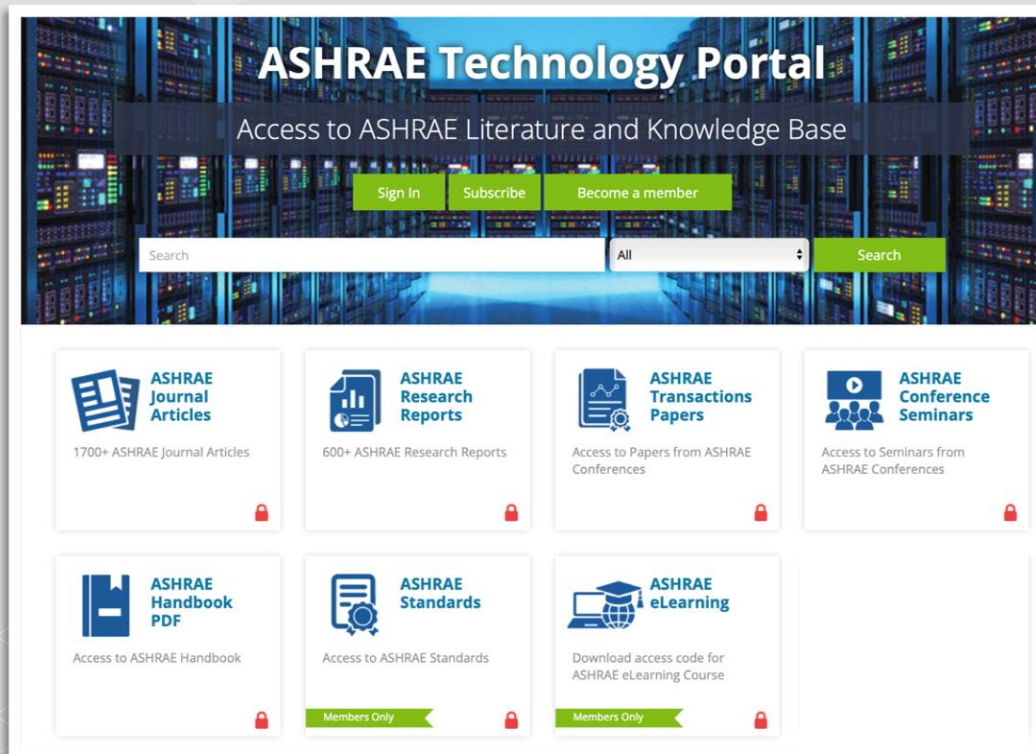 ASHRAE Technology Portal
Access to ASHRAE Literature and Knowledge Base
Sign In
Subscribe
Become a member
Search
All
Search
ASHRAE
Journal
Articles
1700+ ASHRAE Journal Articles
ASHRAE
Research
Reports
600+ ASHRAE Research Reports
ASHRAE
Transactions
Papers
Access to Papers from ASHRAE
Conferences
ASHRAE
Conference
Seminars
Access to Seminars from
ASHRAE Conferences
ASHRAE
Handbook
PDF
Access to ASHRAE Handbook
ASHRAE
Standards
Access to ASHRAE Standards
Members Only
ASHRAE
eLearning
Download access code for
ASHRAE eLearning Course
Members Only